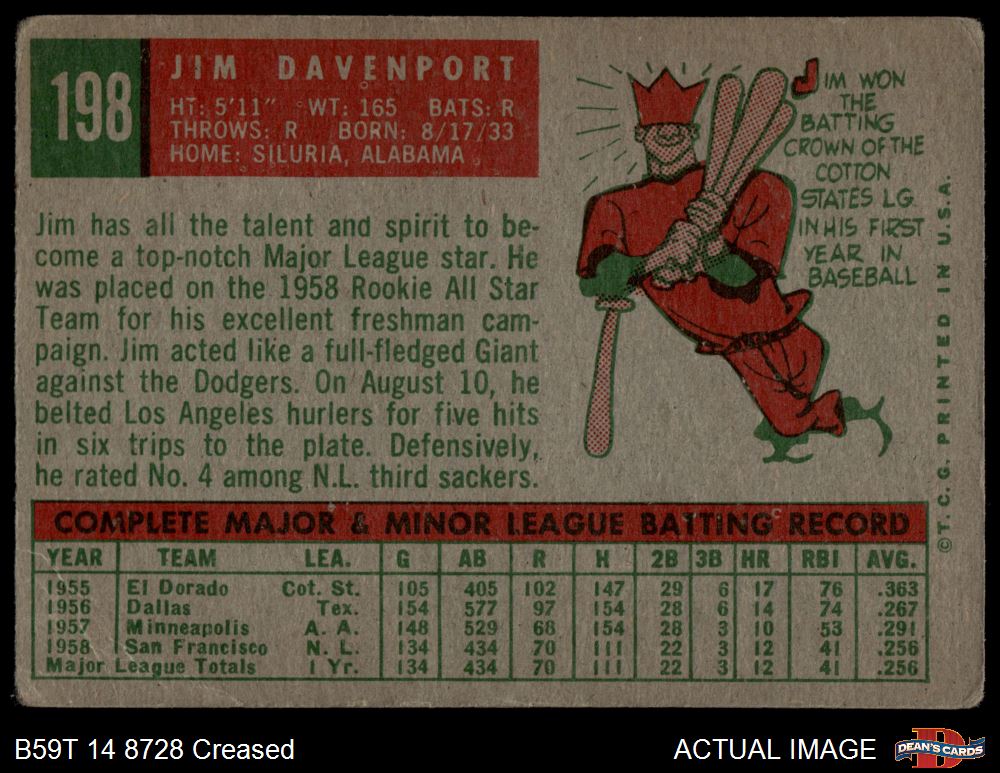 198
JIM DAVENPORT
HT: 5'11" WT: 165 BATS: R
THROWS: R BORN: 8/17/33
HOME: SILURIA, ALABAMA
Jim has all the talent and spirit to be-
come a top-notch Major League star. He
was placed on the 1958 Rookie All Star
Team for his excellent freshman cam-
paign. Jim acted like a full-fledged Giant
against the Dodgers. On August 10, he
belted Los Angeles hurlers for five hits
in six trips to the plate. Defensively,
he rated No. 4 among N.L. third sackers.
JIM WON
THE
BATTING
CROWN OF THE
COTTON
STATES LG.
IN HIS FIRST
YEAR IN
BASEBALL
©T.C.G. PRINTED IN U.S.A.
COMPLETE MAJOR & MINOR LEAGUE BATTING RECORD
YEAR TEAM LEA. G AB R H 2B 3B HR RBI AVG.
1955 El Dorado Cot. St. 105 405 102 147 29 6 17 76 .363
1956 Dallas Tex. 154 577 97 154 28 6 14 74 .267
1957 Minneapolis A. A. 148 529 68 154 28 3 10 53 .291
1958 San Francisco N. L. 134 434 70 111 22 3 12 41 .256
Major League Totals 1 Yr. 134 434 70 111 22 3 12 41 .256
B59T 14 8728 Creased
ACTUAL IMAGE
D
DEAN'S CARDS